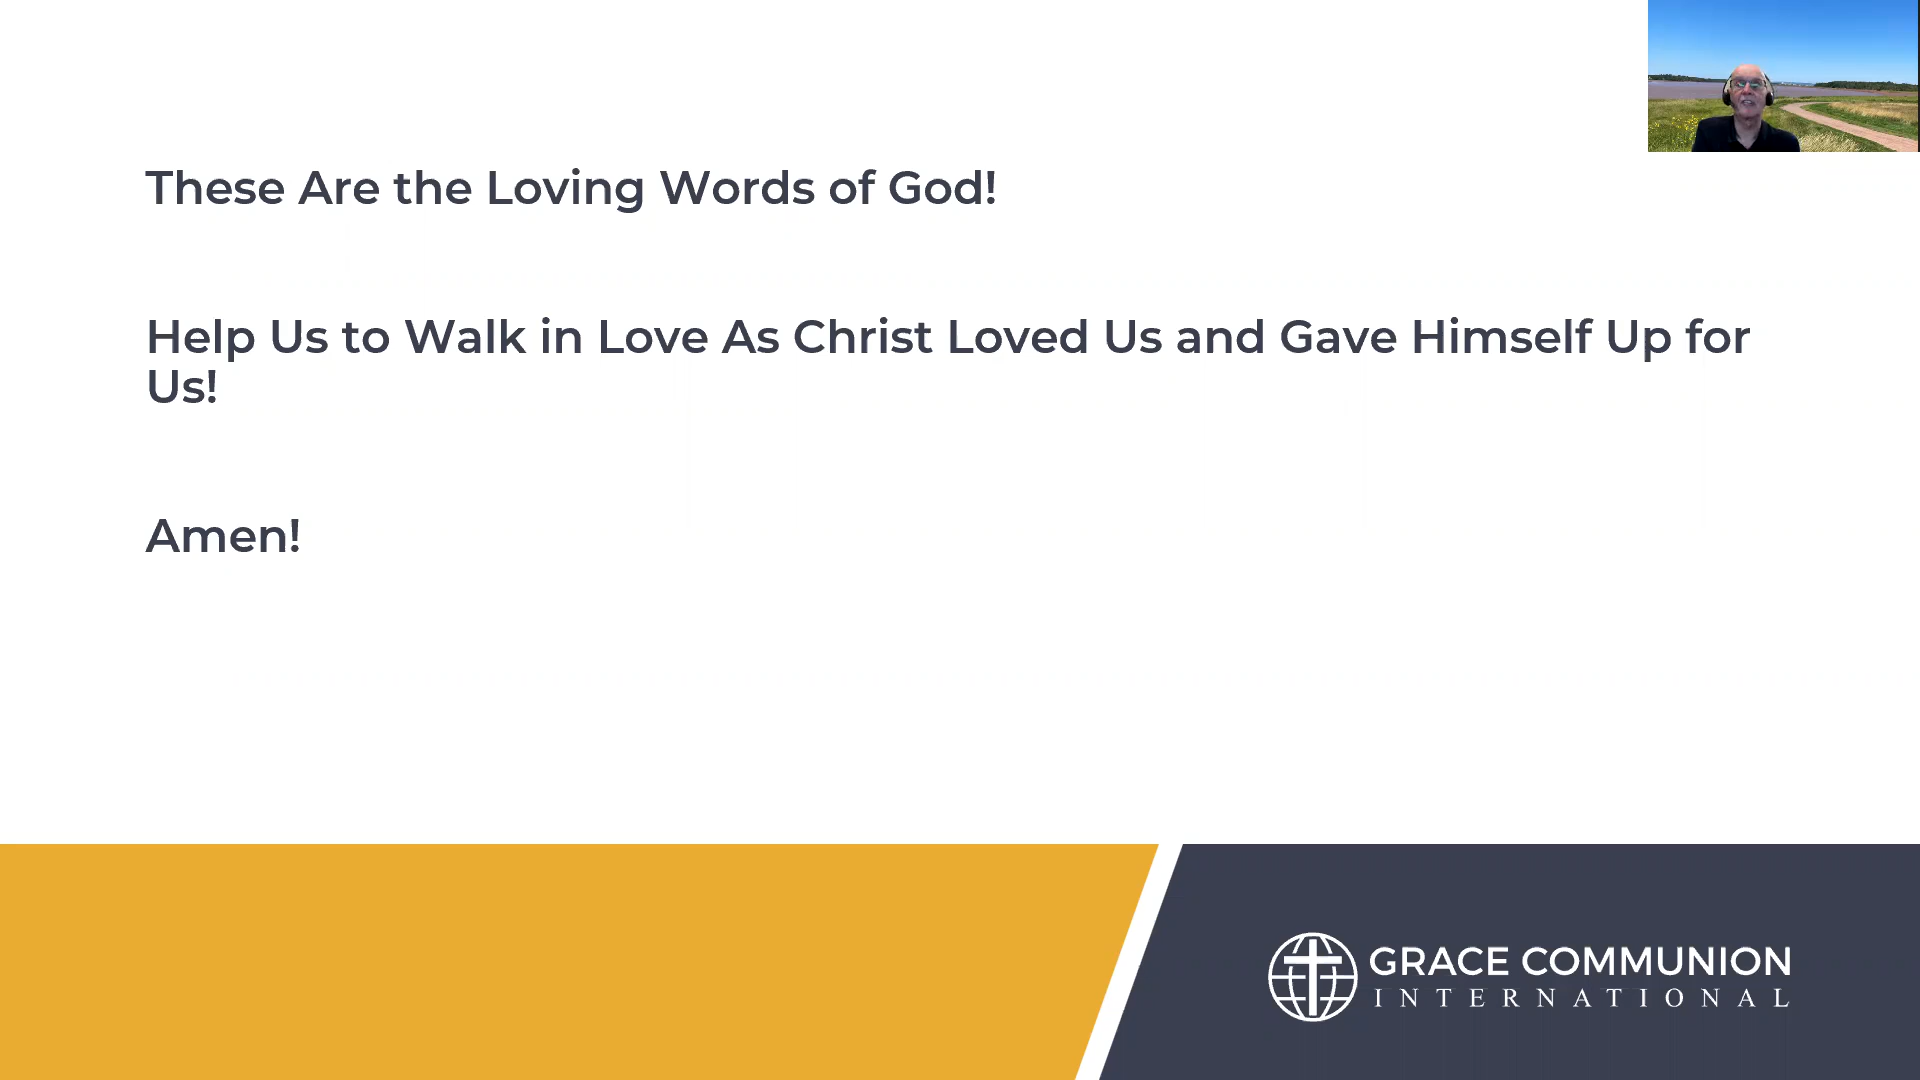 These Are the Loving Words of God!
Help Us to Walk in Love As Christ Loved Us and Gave Himself Up for
Us!
Amen!
GRACE COMMUNION
INTERNATIONAL